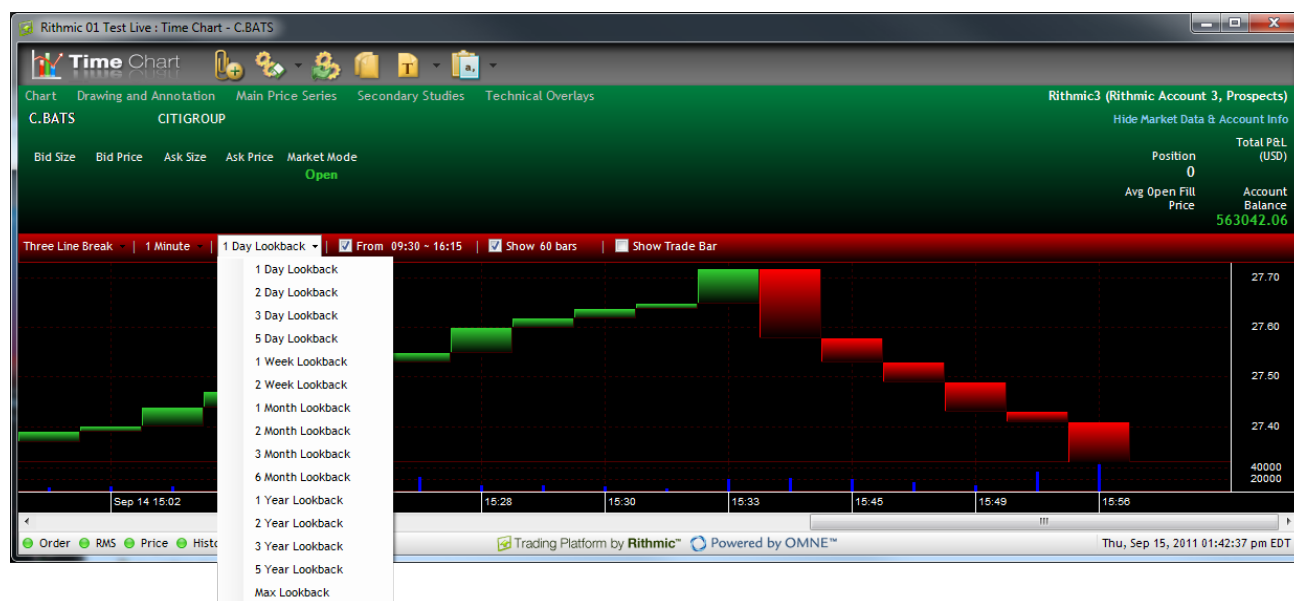 Rithmic 01 Test Live : Time Chart - C.BATS
Time Chart
T
a,
Chart Drawing and Annotation Main Price Series Secondary Studies Technical Overlays Rithmic3 (Rithmic Account 3, Prospects)
C.BATS CITIGROUP Hide Market Data & Account Info
Total P&L
Bid Size Bid Price Ask Size Ask Price Market Mode Position (USD)
Open 0
Avg Open Fill Account
Price Balance
563042.06
Three Line Break | 1 Minute | 1 Day Lookback | From 09:30 ~ 16:15 | Show 60 bars | Show Trade Bar
1 Day Lookback 27.70
2 Day Lookback
3 Day Lookback 27.60
5 Day Lookback
1 Week Lookback 27.50
2 Week Lookback
1 Month Lookback
2 Month Lookback 27.40
3 Month Lookback 40000
6 Month Lookback 20000
Sep 14 15:02 1 Year Lookback 15:28 15:30 15:33 15:45 15:49 15:56
2 Year Lookback
Order RMS Price 3 Year Lookback Trading Platform by Rithmic™ Powered by OMNE™ Thu, Sep 15, 2011 01:42:37 pm EDT
5 Year Lookback
Max Lookback